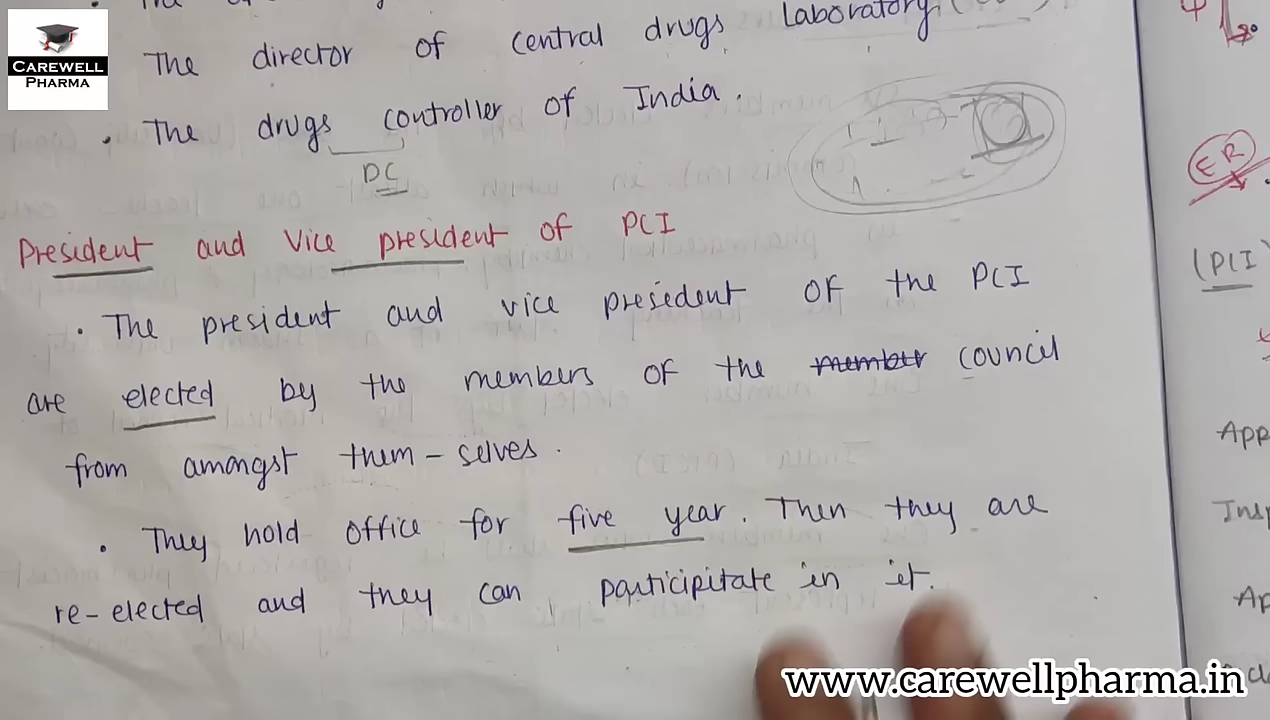 CAREWELL
PHARMA
The director of central drugs Laboratory
. The drugs controller of India.
DC
President and Vice president of PCI
. The president and vice presedent OF the PCI
are elected by the members OF the member council
from amongst them - selves .
. They hold office for five year. Then they are
re-elected and they can participitate in it.
ER
(PCI)
App
Insp
Ap
www.carewellpharma.in